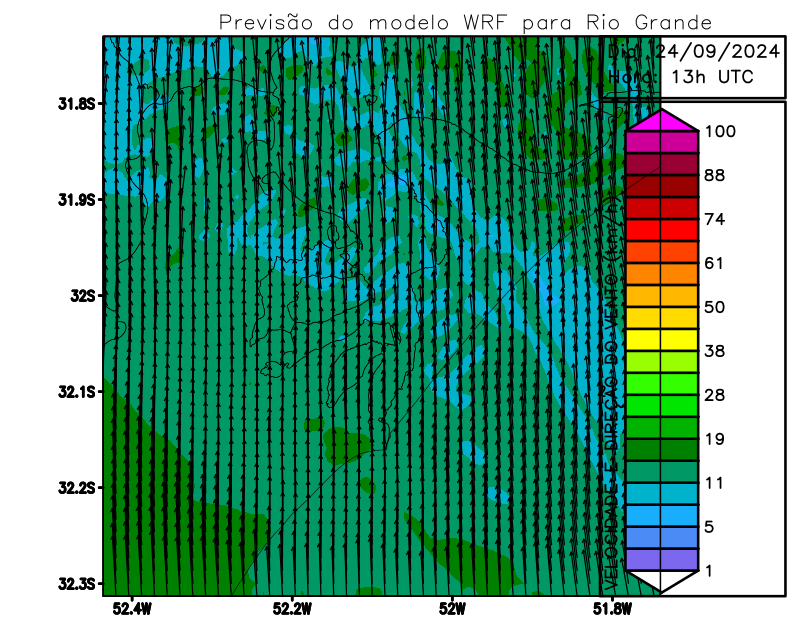 Previsão do modelo WRF para Rio Grande
Dia: 24/09/2024
Hora: 13h UTC
31.8S
31.9S
32S
32.1S
32.2S
32.3S
52.4W
52.2W
52W
51.8W
VELOCIDADE E DIREÇÃO DO VENTO (km/h)
100
88
74
61
50
38
28
19
11
5
1